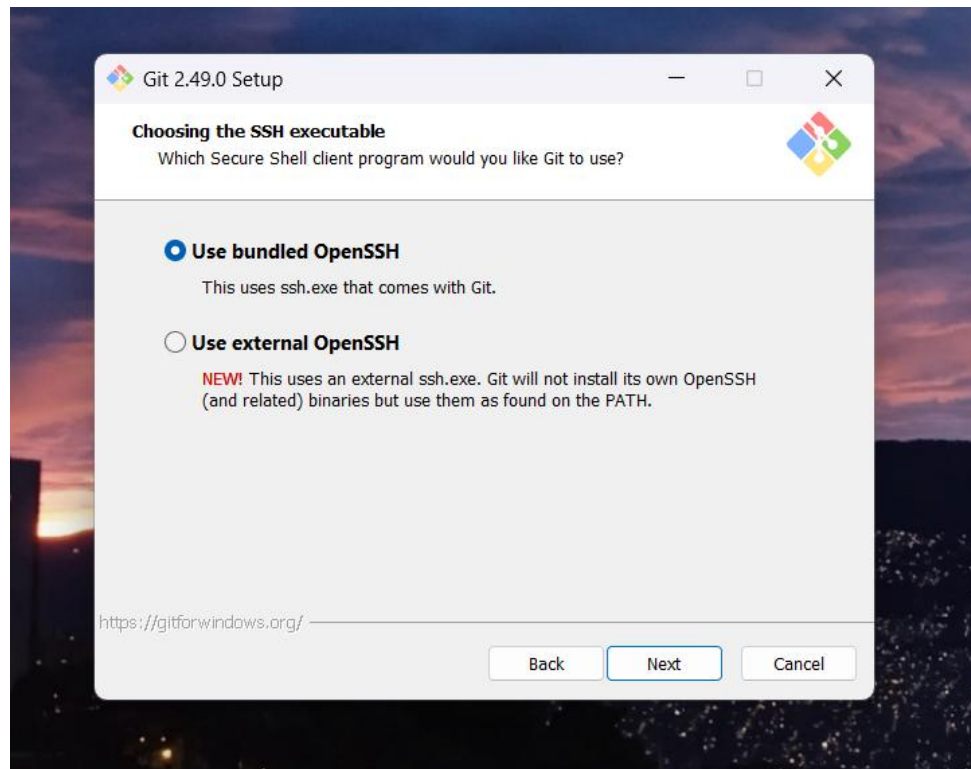 Git 2.49.0 Setup
Choosing the SSH executable
Which Secure Shell client program would you like Git to use?
Use bundled OpenSSH
This uses ssh.exe that comes with Git.
Use external OpenSSH
NEW! This uses an external ssh.exe. Git will not install its own OpenSSH
(and related) binaries but use them as found on the PATH.
https://gitforwindows.org/
Back Next Cancel